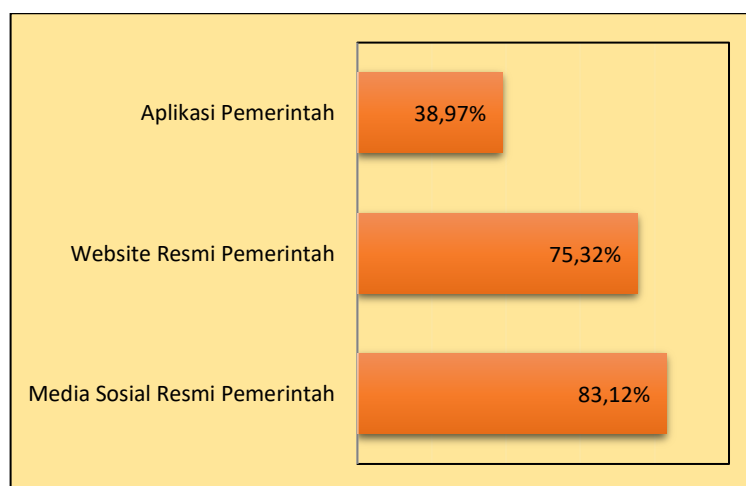 Aplikasi Pemerintah
38,97%
Website Resmi Pemerintah
75,32%
Media Sosial Resmi Pemerintah
83,12%